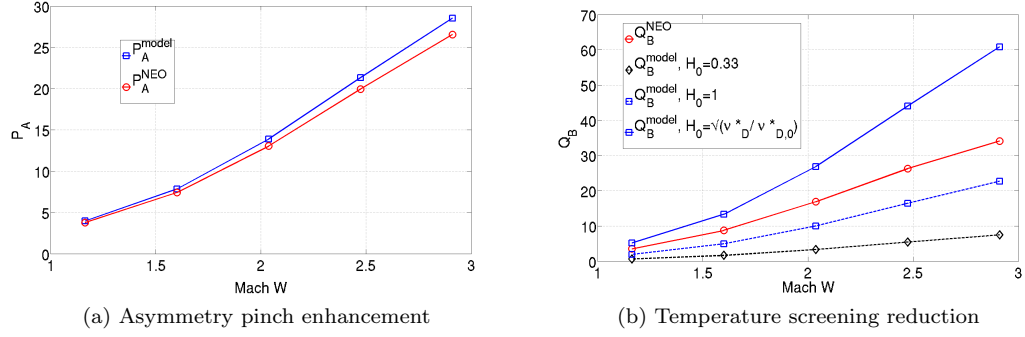 30
25
20
15
10
5
0
P_A
P_A^model
P_A^NEO
1
1.5
2
2.5
3
Mach W
(a) Asymmetry pinch enhancement
70
60
50
40
30
20
10
0
Q_B
Q_B^NEO
Q_B^model, H_0=0.33
Q_B^model, H_0=1
Q_B^model, H_0=√(ν*_D/ ν*_D,0)
1
1.5
2
2.5
3
Mach W
(b) Temperature screening reduction